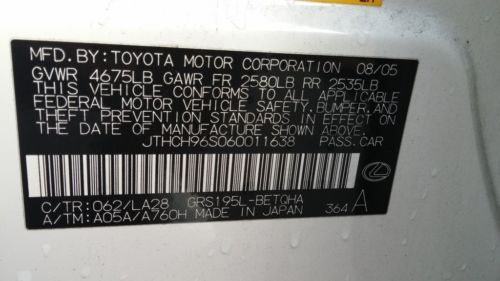 MFD.BY:TOYOTA MOTOR CORPORATION 08/05
GVWR 4675LB GAWR FR 2580LB RR 2535LB
THIS VEHICLE CONFORMS TO ALL APPLICABLE
FEDERAL MOTOR VEHICLE SAFETY,BUMPER,AND
THEFT PREVENTION STANDARDS IN EFFECT ON
THE DATE OF MANUFACTURE SHOWN ABOVE.
JTHCH96S060011638 PASS.CAR
C/TR:062/LA28 GRS195L-BETQHA
A/TM:A05A/A760H MADE IN JAPAN 364 A